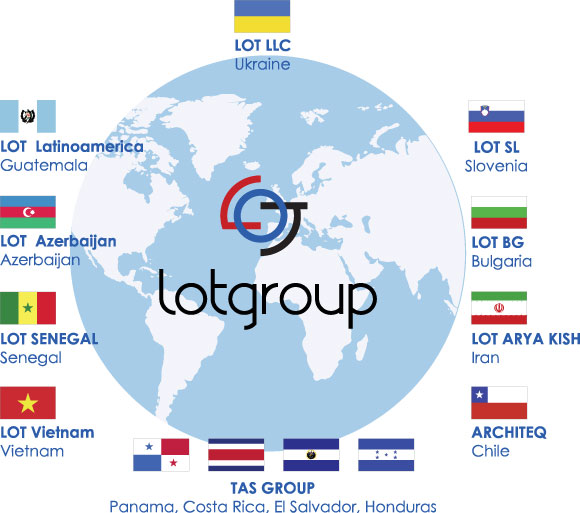 LOT LLC
Ukraine
LOT Latinoamerica
Guatemala
LOT SL
Slovenia
LOT Azerbaijan
Azerbaijan
LOT BG
Bulgaria
lotgroup
LOT SENEGAL
Senegal
LOT ARYA KISH
Iran
LOT Vietnam
Vietnam
ARCHITEQ
Chile
TAS GROUP
Panama, Costa Rica, El Salvador, Honduras